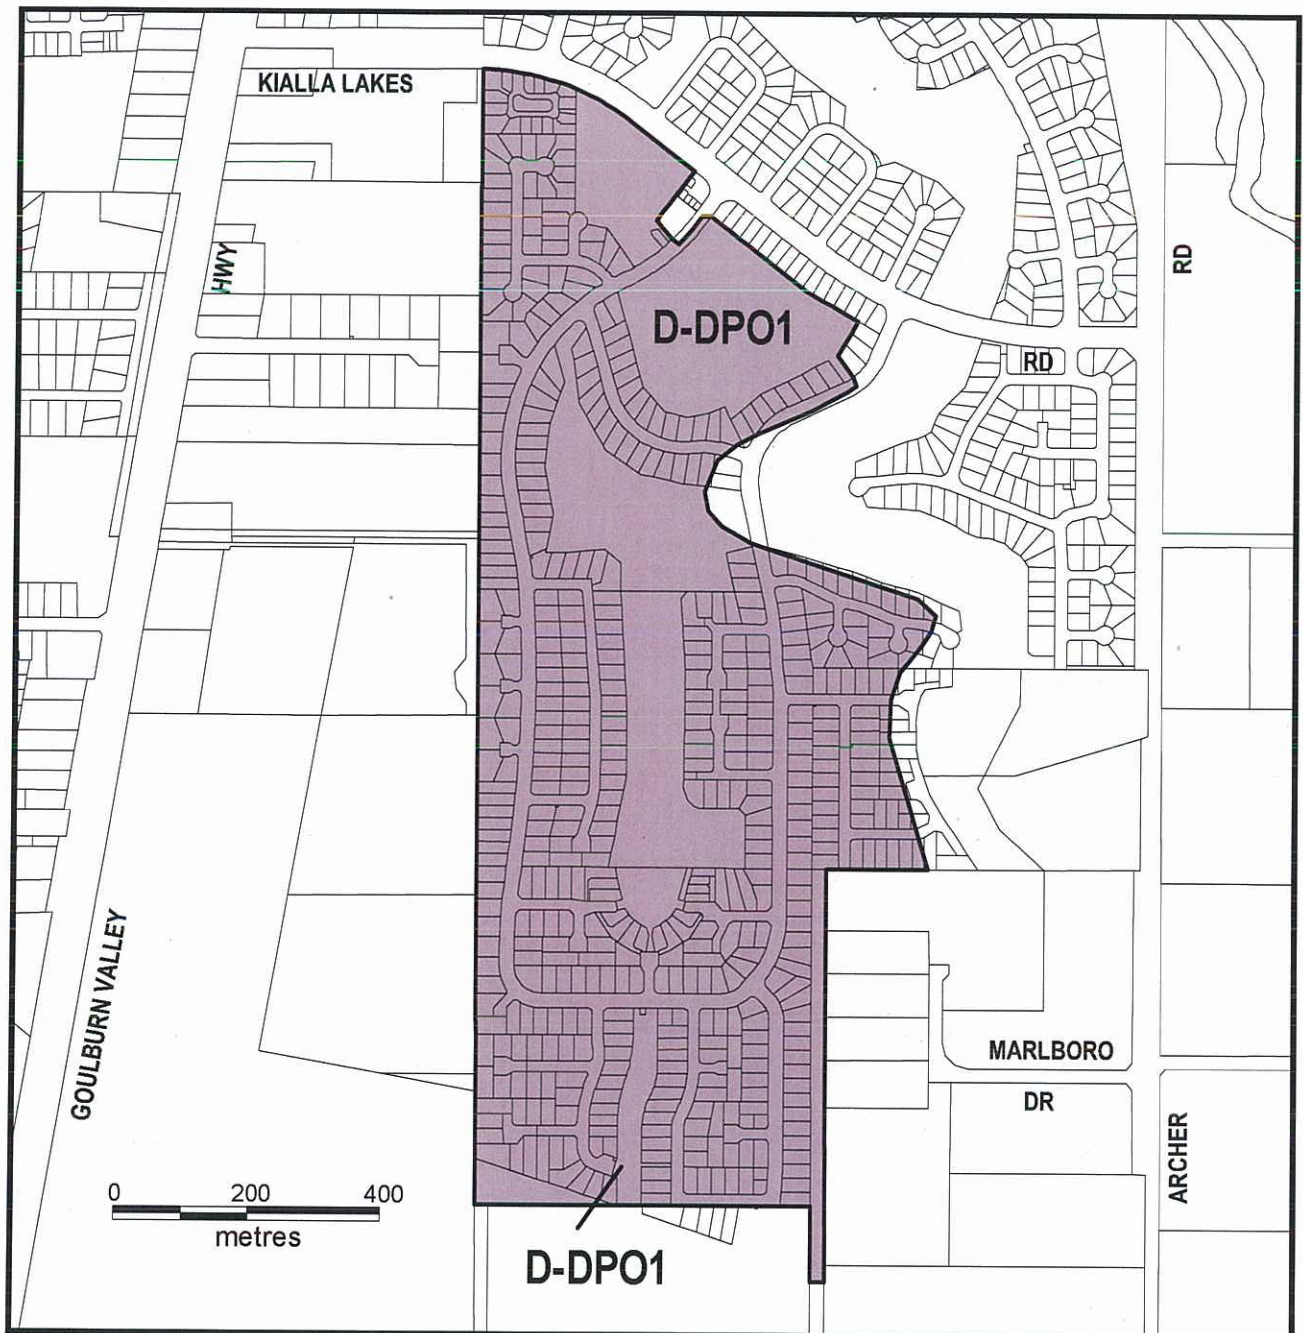 KIALLA LAKES
HWY
RD
D-DPO1
RD
GOULBURN VALLEY
MARLBORO
DR
ARCHER
0 200 400
metres
D-DPO1